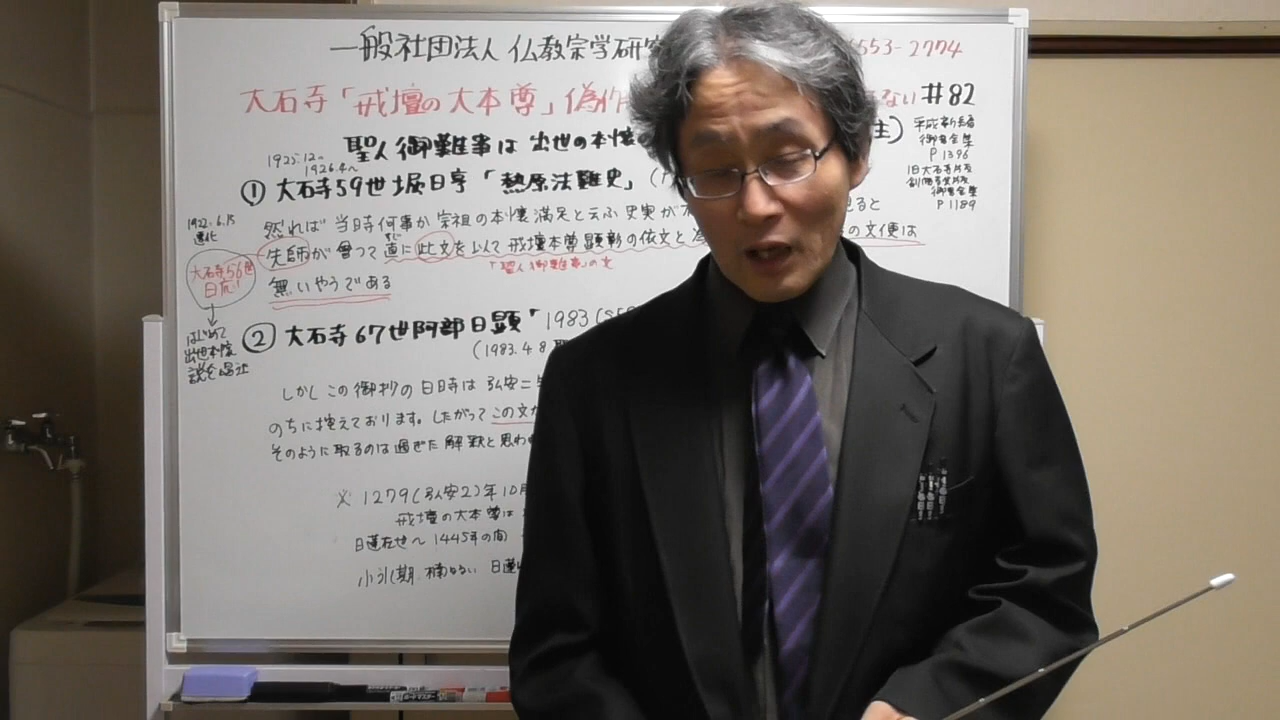 一般社団法人 仏教宗学研究 553-2774
大石寺「戒壇の大本尊」偽作 ない #82
聖人御難事は 出世の本懐の 主)
平成新編
御書全集
P1396
旧大石寺版
創価学会版
御書全集
P1189
1925.12~
1926.4~
① 大石寺59世堀日亨「熱原法難史」
然れば 当時何事か宗祖の本懐満足と云ふ史実が ると
先師が曾つて直に此文を以て戒壇本尊顕彰の依文と の文便は
「聖人御難事」の文
無いやうである
1922.6.15
遷化
大石寺56世
日應
↓
はじめて
出世本懐
説を唱社
② 大石寺67世阿部日顕「1983
(1983.4.8
しかしこの御抄の日時は弘安二
のちに控えております。したがってこの文が
そのように取るのは過ぎた解釈と思わ
※ 1279(弘安2)年10月
戒壇の大本尊は
日蓮在世~1445年の間
小氷期 楠ない 日蓮